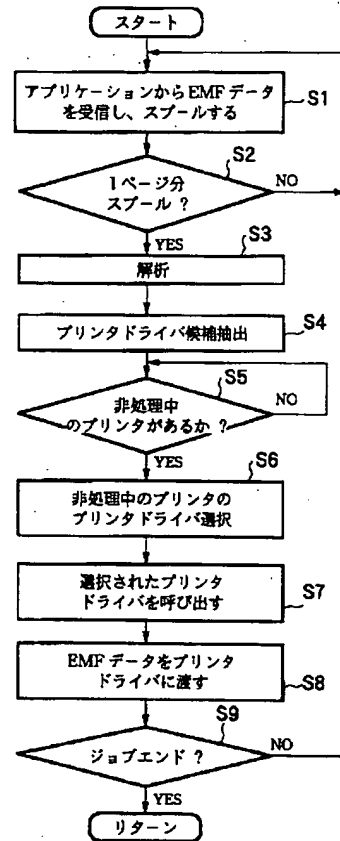 スタート
アプリケーションからEMFデータ
を受信し、スプールする
S1
S2
1ページ分
スプール ?
NO
YES
S3
解析
プリンタドライバ候補抽出
S4
S5
非処理中
のプリンタがあるか ?
NO
YES
S6
非処理中のプリンタの
プリンタドライバ選択
選択されたプリンタ
ドライバを呼び出す
S7
EMFデータをプリンタ
ドライバに渡す
S8
S9
ジョブエンド ?
NO
YES
リターン